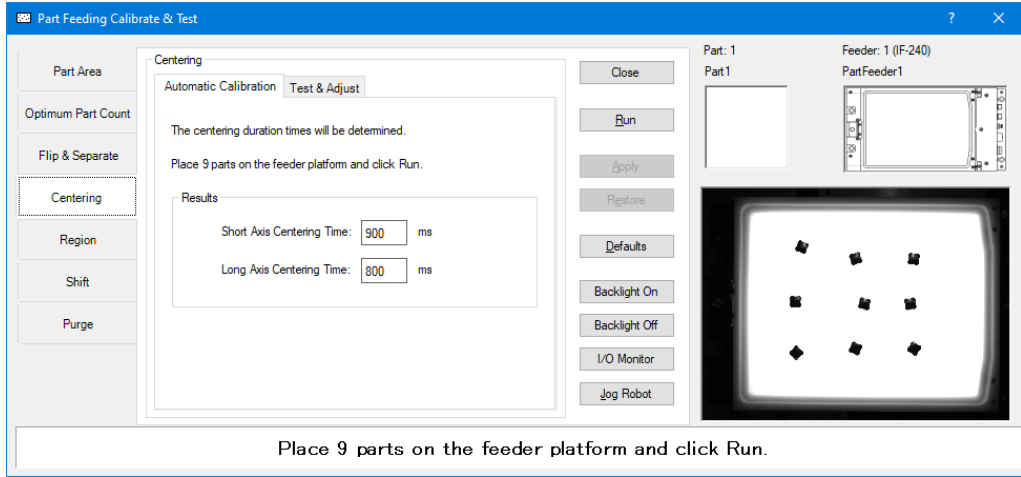 Part Feeding Calibrate & Test
?
Part Area
Optimum Part Count
Flip & Separate
Centering
Region
Shift
Purge
Centering
Automatic Calibration
Test & Adjust
The centering duration times will be determined.
Place 9 parts on the feeder platform and click Run.
Results
Short Axis Centering Time: 900 ms
Long Axis Centering Time: 800 ms
Close
Run
Apply
Restore
Defaults
Backlight On
Backlight Off
I/O Monitor
Jog Robot
Part: 1
Part1
Feeder: 1 (IF-240)
PartFeeder1
Place 9 parts on the feeder platform and click Run.